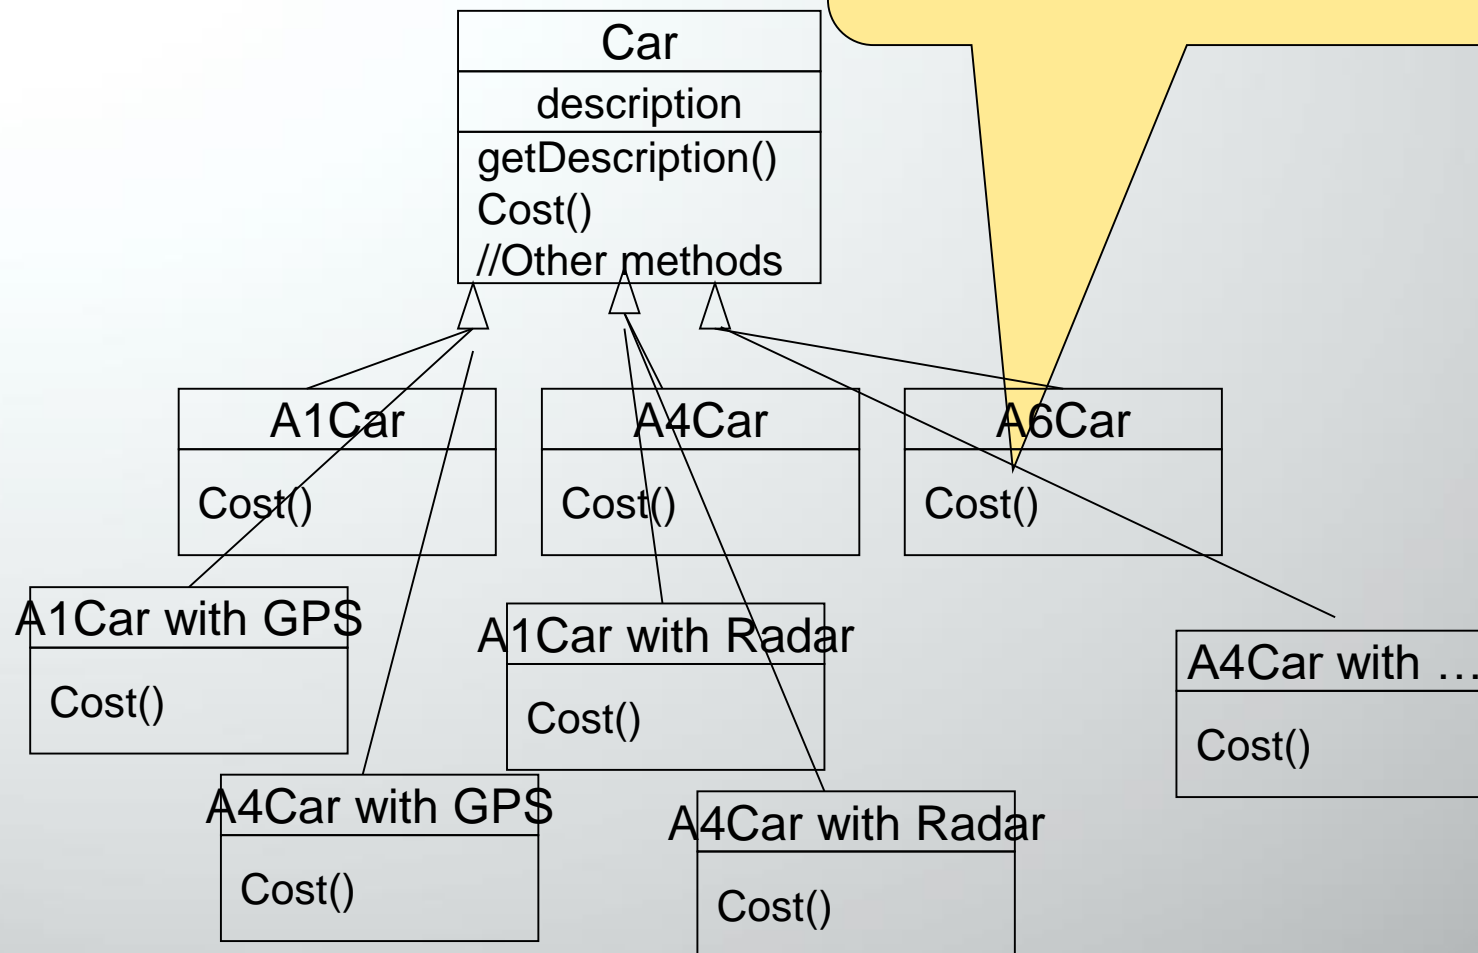 Car
description
getDescription()
Cost()
//Other methods
A1Car
Cost()
A4Car
Cost()
A6Car
Cost()
A1Car with GPS
Cost()
A1Car with Radar
Cost()
A4Car with …
Cost()
A4Car with GPS
Cost()
A4Car with Radar
Cost()